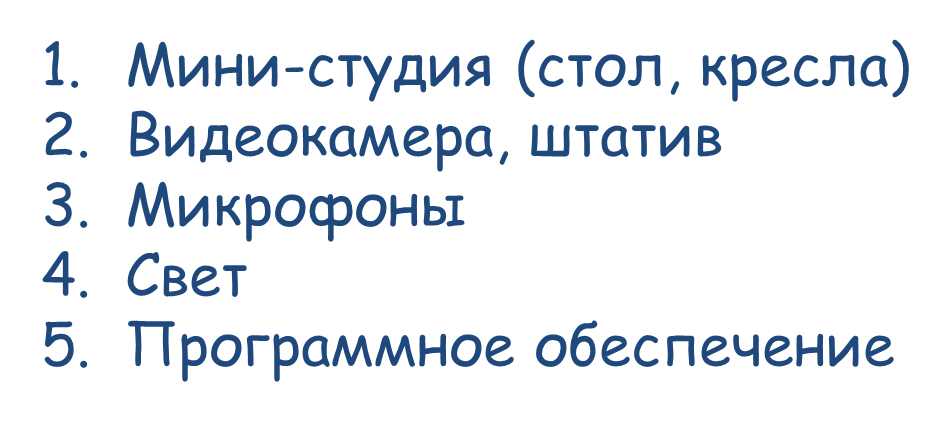 1. Мини-студия (стол, кресла)
2. Видеокамера, штатив
3. Микрофоны
4. Свет
5. Программное обеспечение